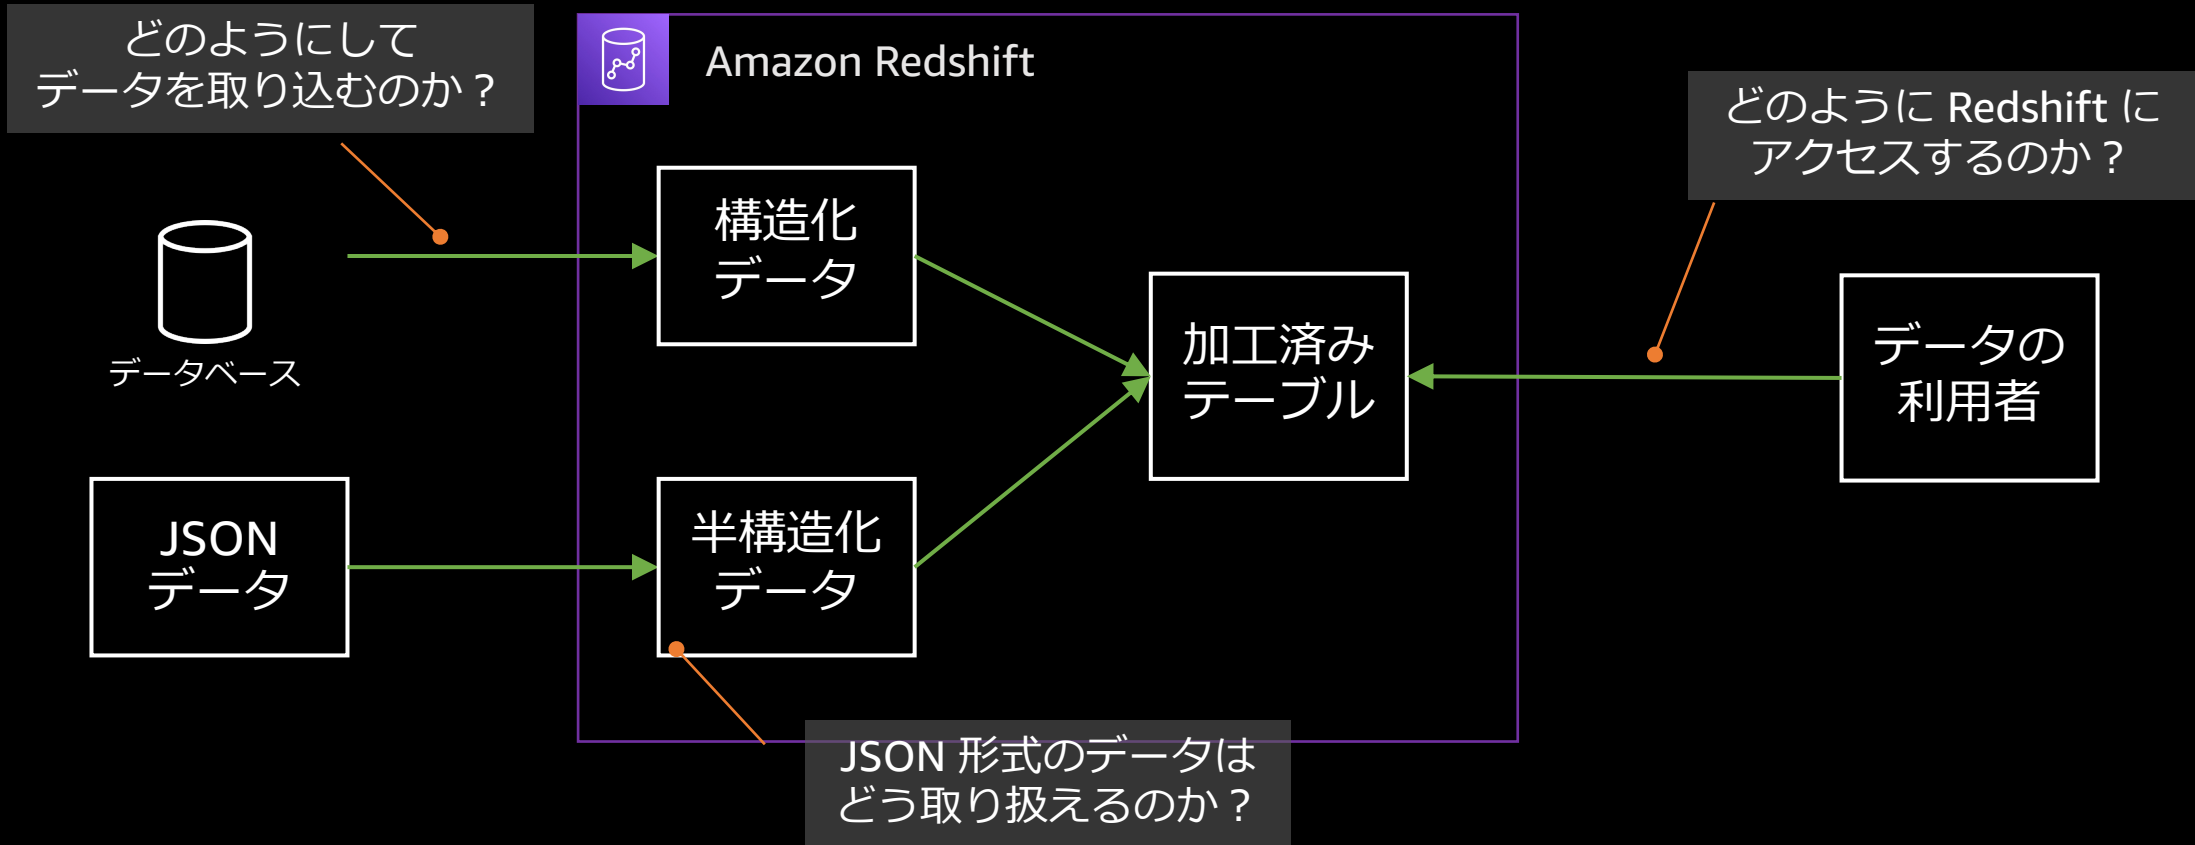 どのようにして
データを取り込むのか？
Amazon Redshift
どのように Redshift に
アクセスするのか？
構造化
データ
データベース
加工済み
テーブル
データの
利用者
JSON
データ
半構造化
データ
JSON 形式のデータは
どう取り扱えるのか？